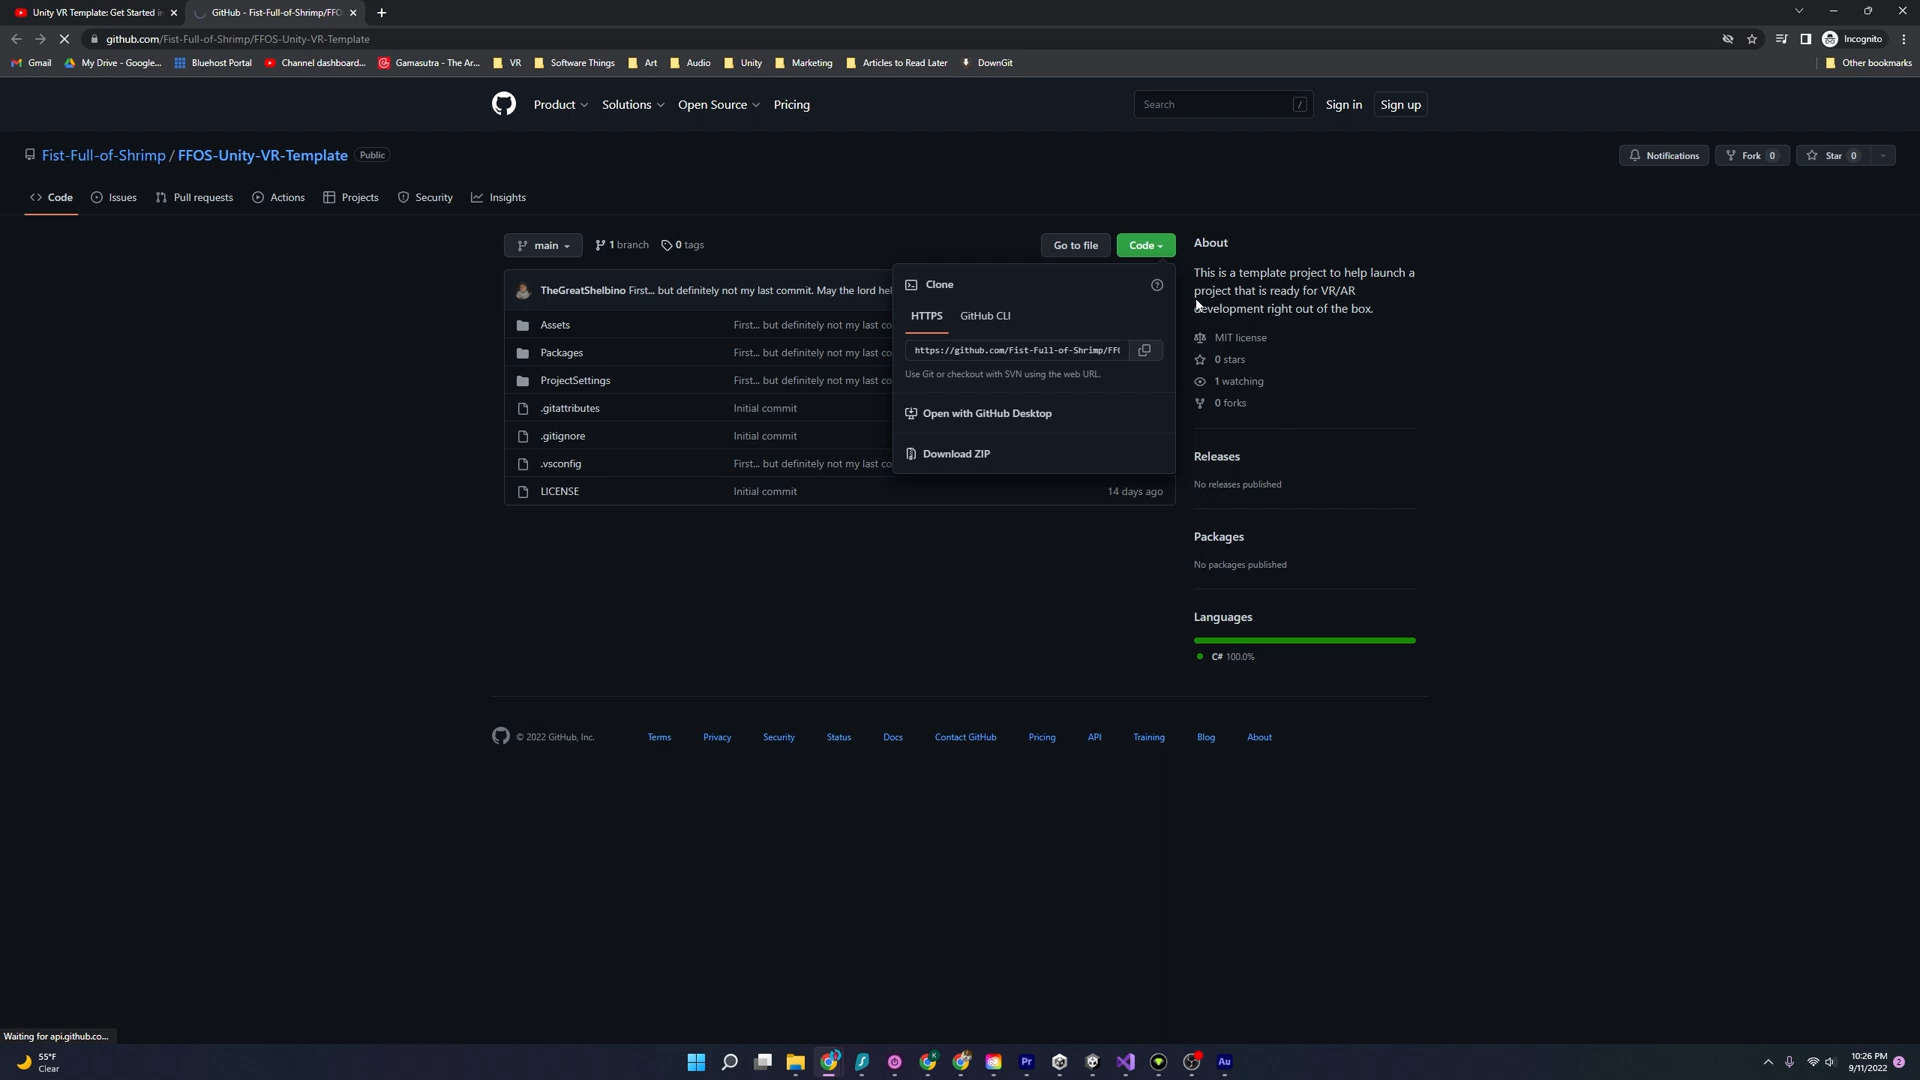 Unity VR Template: Get Started in
GitHub - Fist-Full-of-Shrimp/FFO
github.com/Fist-Full-of-Shrimp/FFOS-Unity-VR-Template
Incognito
Gmail
My Drive - Google...
Bluehost Portal
Channel dashboard...
Gamasutra - The Ar...
VR
Software Things
Art
Audio
Unity
Marketing
Articles to Read Later
DownGit
Other bookmarks
Product
Solutions
Open Source
Pricing
Search
/
Sign in
Sign up
Fist-Full-of-Shrimp / FFOS-Unity-VR-Template
Public
Notifications
Fork 0
Star 0
Code
Issues
Pull requests
Actions
Projects
Security
Insights
main
1 branch
0 tags
Go to file
Code
TheGreatShelbino First... but definitely not my last commit. May the lord hel
Assets
First... but definitely not my last co
Packages
First... but definitely not my last co
ProjectSettings
First... but definitely not my last co
.gitattributes
Initial commit
.gitignore
Initial commit
.vsconfig
First... but definitely not my last co
LICENSE
Initial commit
14 days ago
Clone
HTTPS
GitHub CLI
https://github.com/Fist-Full-of-Shrimp/FF
Use Git or checkout with SVN using the web URL.
Open with GitHub Desktop
Download ZIP
About
This is a template project to help launch a
project that is ready for VR/AR
development right out of the box.
MIT license
0 stars
1 watching
0 forks
Releases
No releases published
Packages
No packages published
Languages
C# 100.0%
© 2022 GitHub, Inc.
Terms
Privacy
Security
Status
Docs
Contact GitHub
Pricing
API
Training
Blog
About
Waiting for api.github.co...
55°F
Clear
K
Pr
Au
10:26 PM
9/11/2022
2